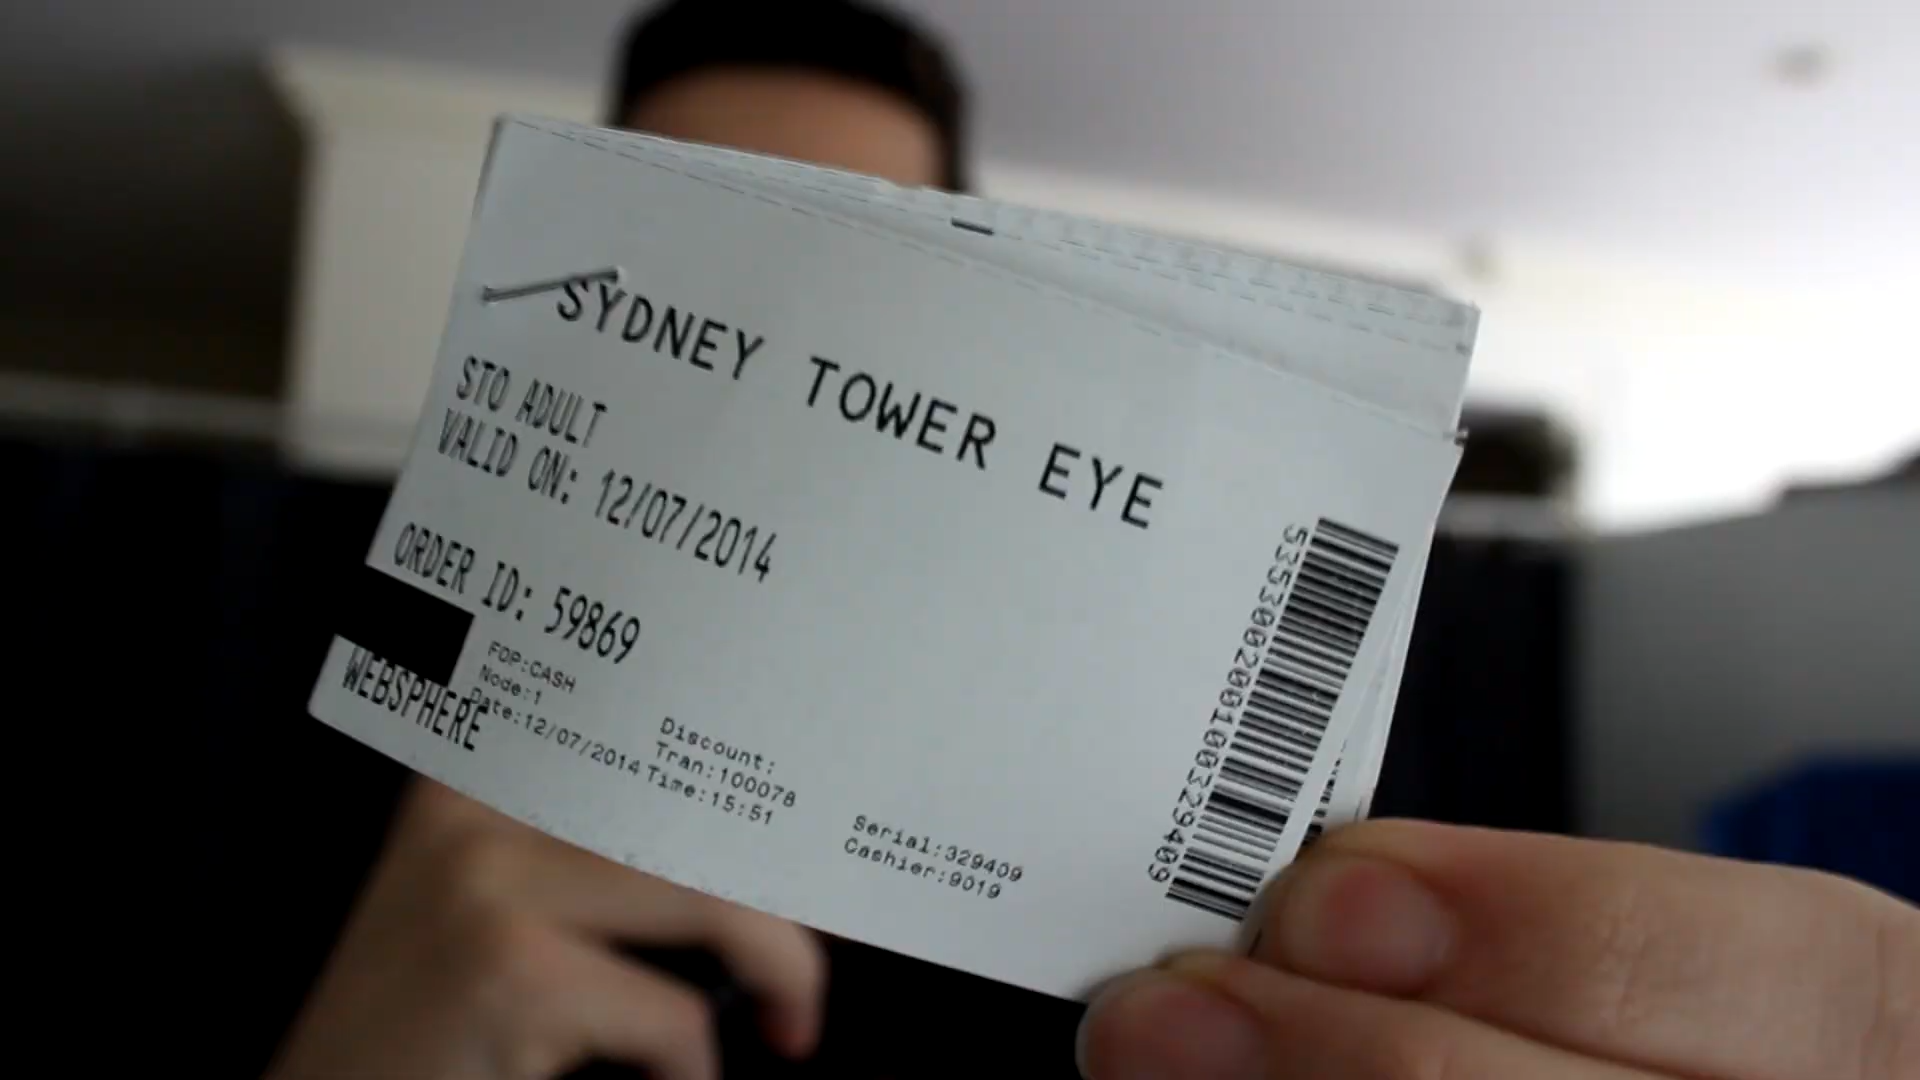 SYDNEY TOWER EYE
STO ADULT
VALID ON: 12/07/2014
ORDER ID: 59869
WEBSPHERE
FOP:CASH
Node:1
Date:12/07/2014 Time:15:51
Discount:
Tran:100078
Serial:329409
Cashier:9019